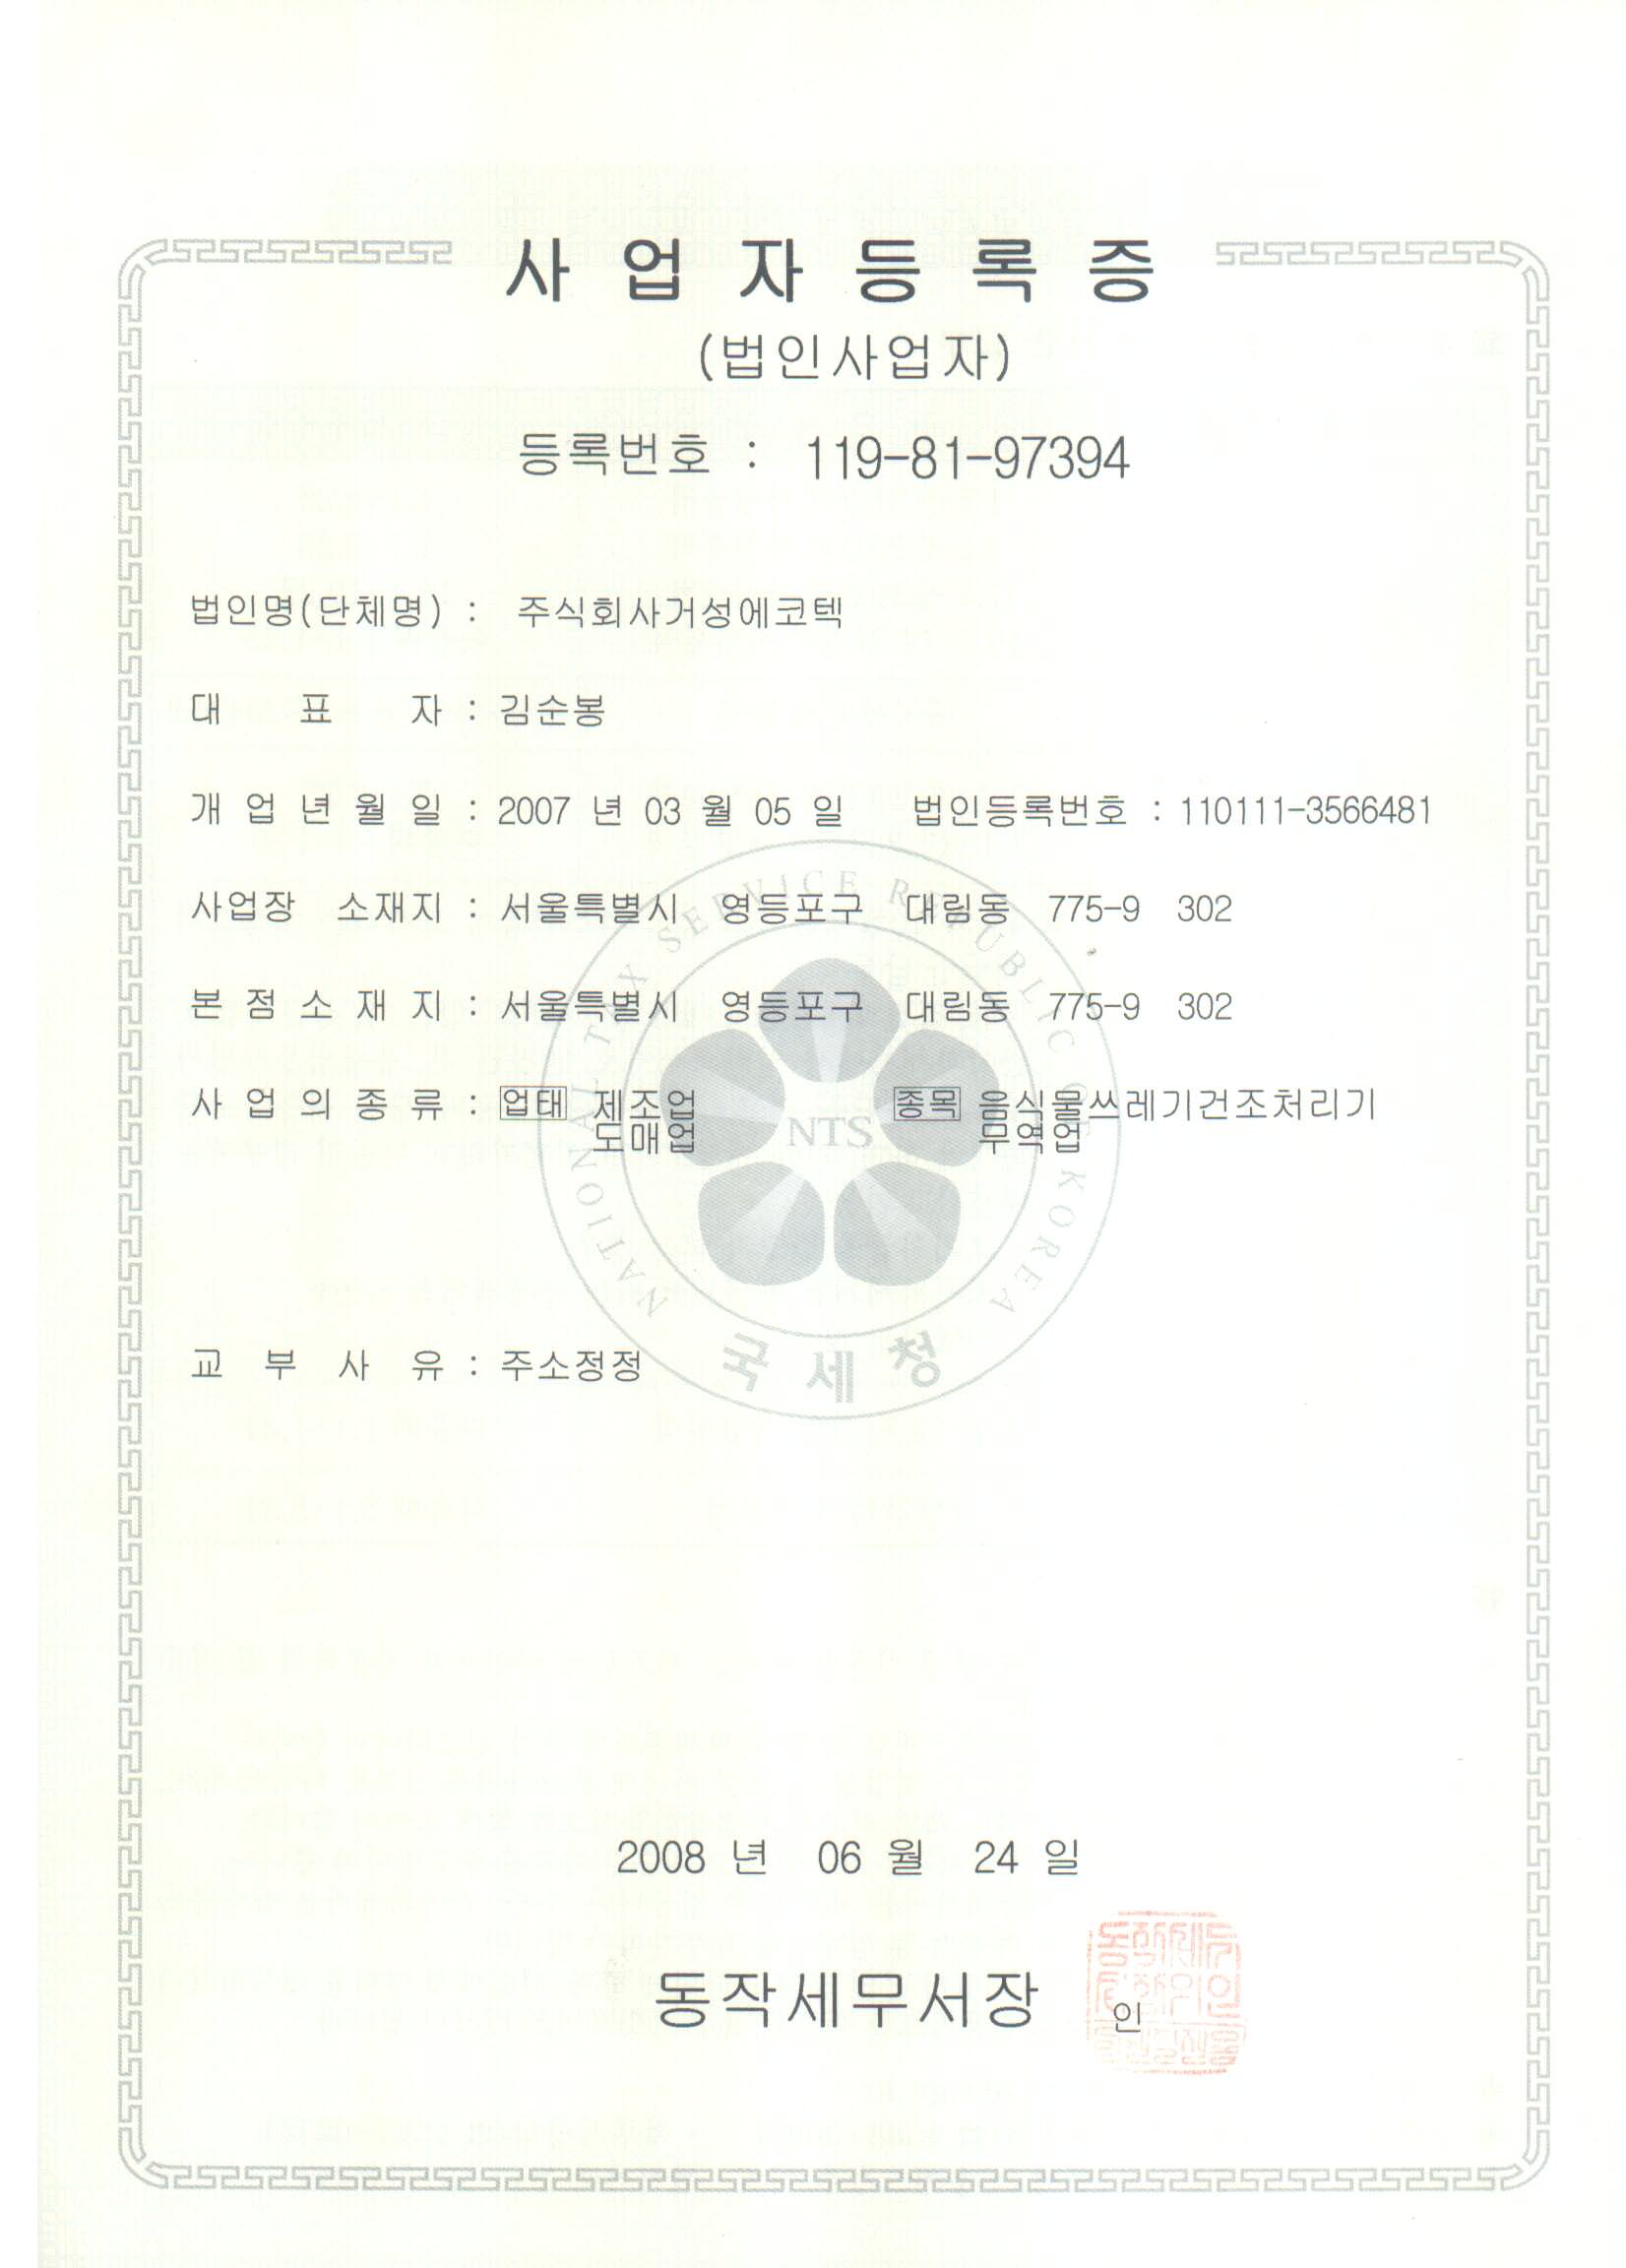 사업자등록증
(법인사업자)
등록번호 : 119-81-97394
법인명(단체명) : 주식회사거성에코텍
대 표 자 : 김순봉
개 업 년 월 일 : 2007 년 03 월 05 일 법인등록번호 : 110111-3566481
사업장 소재지 : 서울특별시 영등포구 대림동 775-9 302
본 점 소 재 지 : 서울특별시 영등포구 대림동 775-9 302
사 업 의 종 류 : 업태 제조업 종목 음식물쓰레기건조처리기
도매업 무역업
NATIONAL TAX SERVICE REPUBLIC OF KOREA
NTS
국세청
교 부 사 유 : 주소정정
2008 년 06 월 24 일
동작세무서장 인